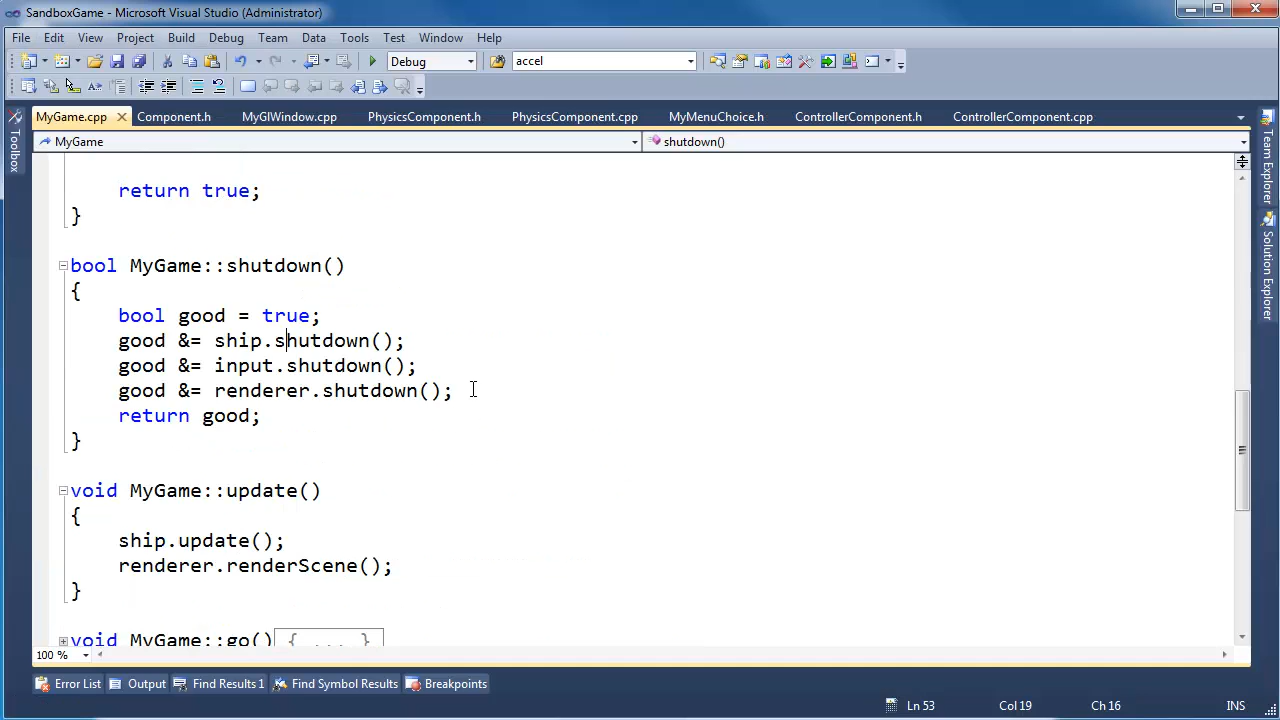 SandboxGame - Microsoft Visual Studio (Administrator)
File Edit View Project Build Debug Team Data Tools Test Window Help
Debug accel
MyGame.cpp Component.h MyGlWindow.cpp PhysicsComponent.h PhysicsComponent.cpp MyMenuChoice.h ControllerComponent.h ControllerComponent.cpp
MyGame shutdown()
Toolbox
Team Explorer
Solution Explorer
return true;
}
bool MyGame::shutdown()
{
bool good = true;
good &= ship.shutdown();
good &= input.shutdown();
good &= renderer.shutdown();
return good;
}
void MyGame::update()
{
ship.update();
renderer.renderScene();
}
void MyGame::go(){ ... }
100 %
Error List Output Find Results 1 Find Symbol Results Breakpoints
Ln 53 Col 19 Ch 16 INS